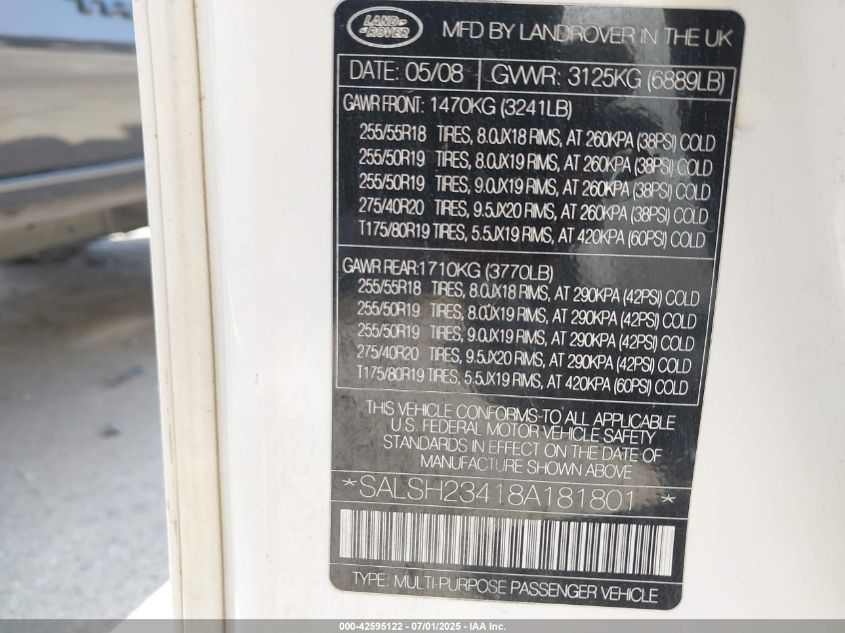 LAND
ROVER
MFD BY LANDROVER IN THE UK
DATE: 05/08 GVWR: 3125KG (6889LB)
GAWR FRONT: 1470KG (3241LB)
255/55R18 TIRES, 8.0JX18 RIMS, AT 260KPA (38PSI) COLD
255/50R19 TIRES, 8.0JX19 RIMS, AT 260KPA (38PSI) COLD
255/50R19 TIRES, 9.0JX19 RIMS, AT 260KPA (38PSI) COLD
275/40R20 TIRES, 9.5JX20 RIMS, AT 260KPA (38PSI) COLD
T175/80R19 TIRES, 5.5JX19 RIMS, AT 420KPA (60PSI) COLD
GAWR REAR:1710KG (3770LB)
255/55R18 TIRES, 8.0JX18 RIMS, AT 290KPA (42PSI) COLD
255/50R19 TIRES, 8.0JX19 RIMS, AT 290KPA (42PSI) COLD
255/50R19 TIRES, 9.0JX19 RIMS, AT 290KPA (42PSI) COLD
275/40R20 TIRES, 9.5JX20 RIMS, AT 290KPA (42PSI) COLD
T175/80R19 TIRES, 5.5JX19 RIMS, AT 420KPA (60PSI) COLD
THIS VEHICLE CONFORMS TO ALL APPLICABLE
U.S. FEDERAL MOTOR VEHICLE SAFETY
STANDARDS IN EFFECT ON THE DATE OF
MANUFACTURE SHOWN ABOVE
*SALSH23418A181801*
TYPE: MULTI-PURPOSE PASSENGER VEHICLE
000-42595122 - 07/01/2025 - IAA Inc.